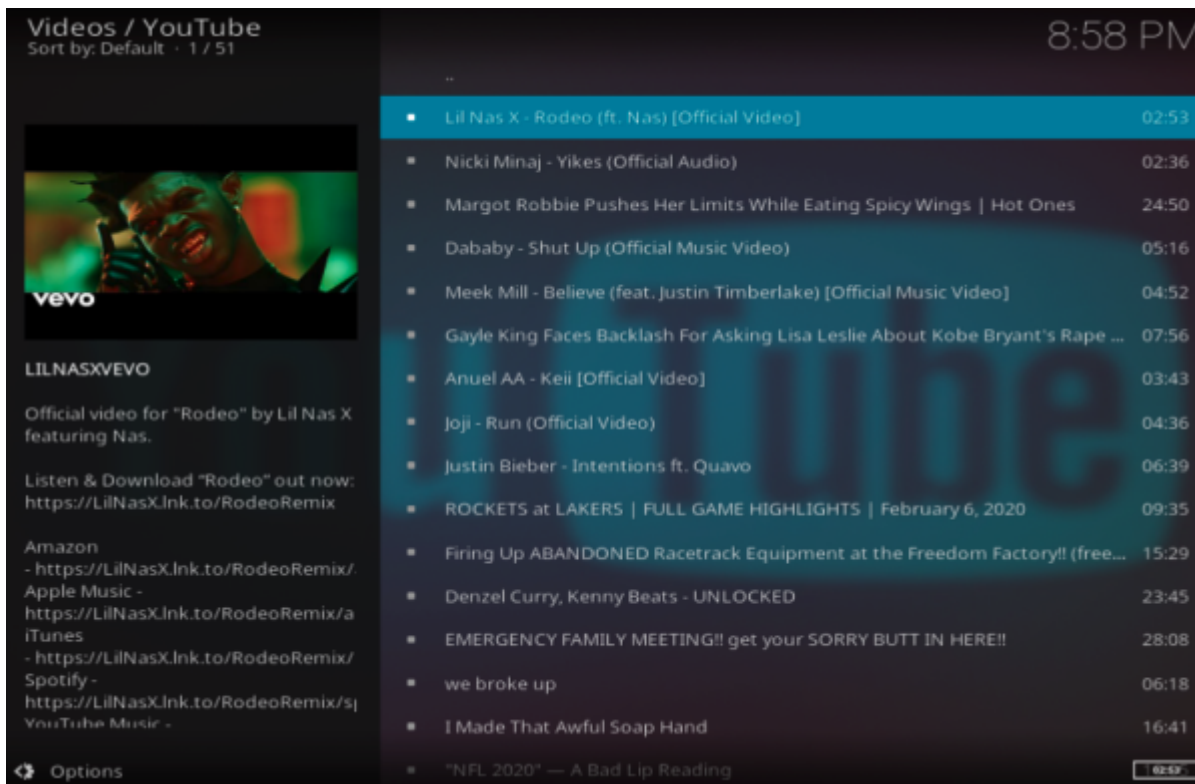 Videos / YouTube
Sort by: Default · 1 / 51
8:58 PM
..
Lil Nas X - Rodeo (ft. Nas) [Official Video] 02:53
Nicki Minaj - Yikes (Official Audio) 02:36
Margot Robbie Pushes Her Limits While Eating Spicy Wings | Hot Ones 24:50
Dababy - Shut Up (Official Music Video) 05:16
Meek Mill - Believe (feat. Justin Timberlake) [Official Music Video] 04:52
Gayle King Faces Backlash For Asking Lisa Leslie About Kobe Bryant's Rape ... 07:56
Anuel AA - Keii [Official Video] 03:43
Joji - Run (Official Video) 04:36
Justin Bieber - Intentions ft. Quavo 06:39
ROCKETS at LAKERS | FULL GAME HIGHLIGHTS | February 6, 2020 09:35
Firing Up ABANDONED Racetrack Equipment at the Freedom Factory!! (free... 15:29
Denzel Curry, Kenny Beats - UNLOCKED 23:45
EMERGENCY FAMILY MEETING!! get your SORRY BUTT IN HERE!! 28:08
we broke up 06:18
I Made That Awful Soap Hand 16:41
"NFL 2020" — A Bad Lip Reading
02:53
Tube
vevo
LILNASXVEVO
Official video for "Rodeo" by Lil Nas X
featuring Nas.
Listen & Download “Rodeo” out now:
https://LilNasX.lnk.to/RodeoRemix
Amazon
- https://LilNasX.lnk.to/RodeoRemix/
Apple Music -
https://LilNasX.lnk.to/RodeoRemix/a
iTunes
- https://LilNasX.lnk.to/RodeoRemix/
Spotify -
https://LilNasX.lnk.to/RodeoRemix/sp
YouTube Music -
Options